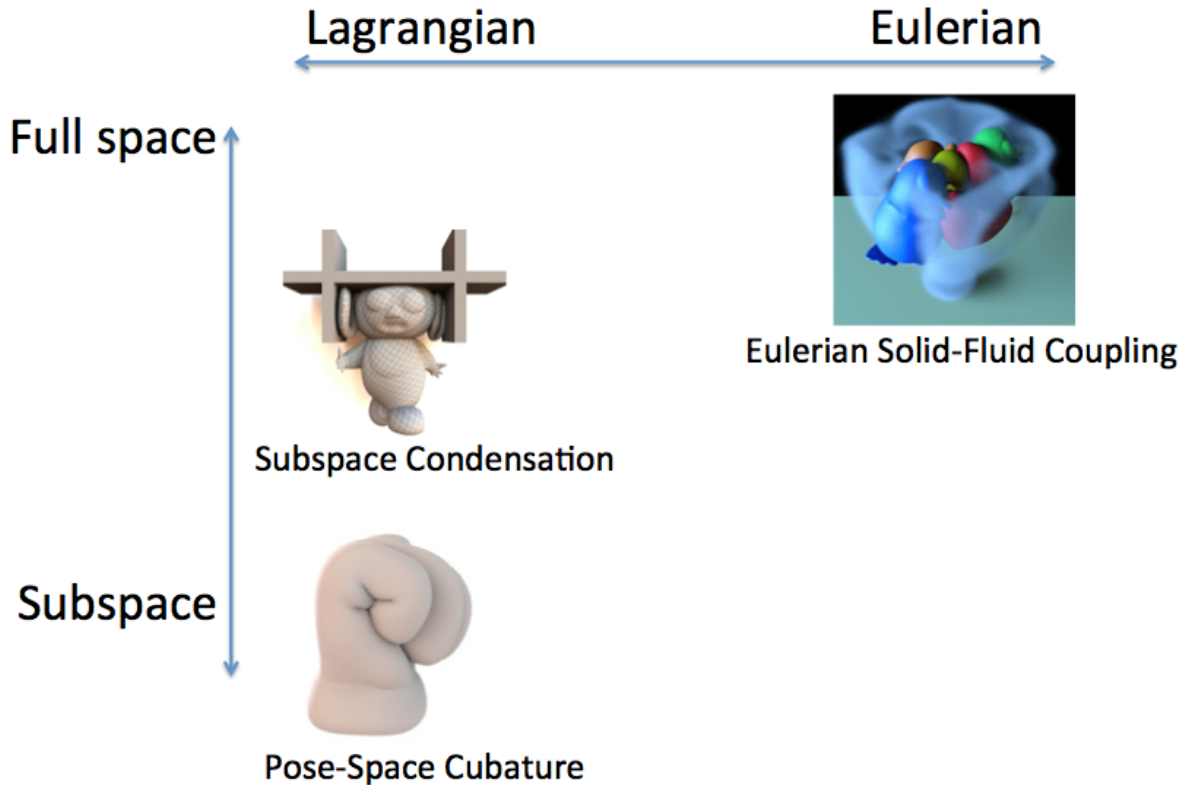 Lagrangian
Eulerian
Full space
Eulerian Solid-Fluid Coupling
Subspace Condensation
Subspace
Pose-Space Cubature